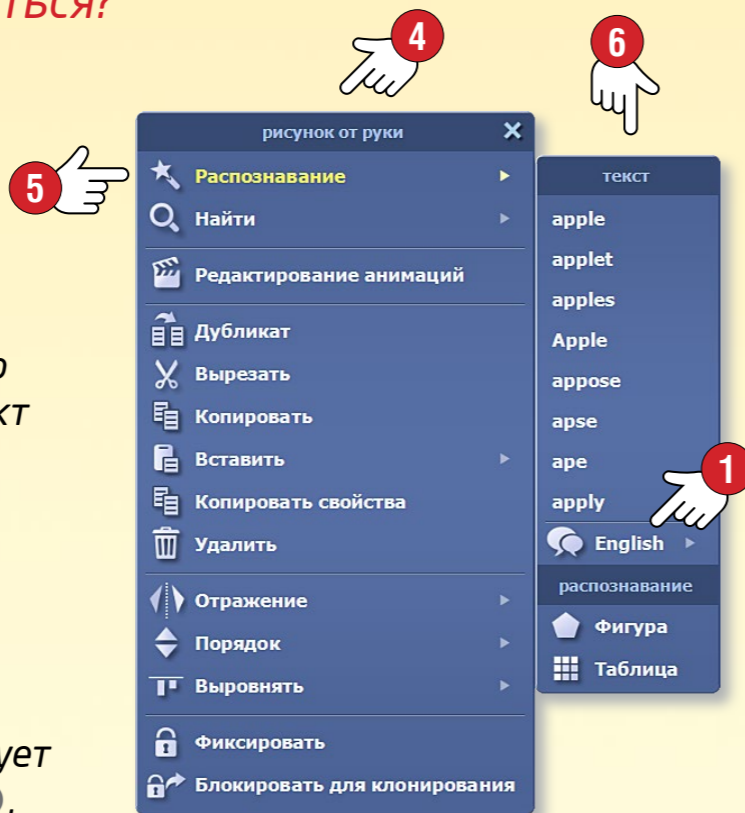 ться?
4
6
рисунок от руки
5
Распознавание
текст
Найти
apple
applet
Редактирование анимаций
apples
Дубликат
Apple
Вырезать
appose
кт
Копировать
apse
Вставить
ape
1
Копировать свойства
apply
Удалить
English
распознавание
Отражение
Фигура
Порядок
Таблица
Выровнять
Фиксировать
ует
Блокировать для клонирования